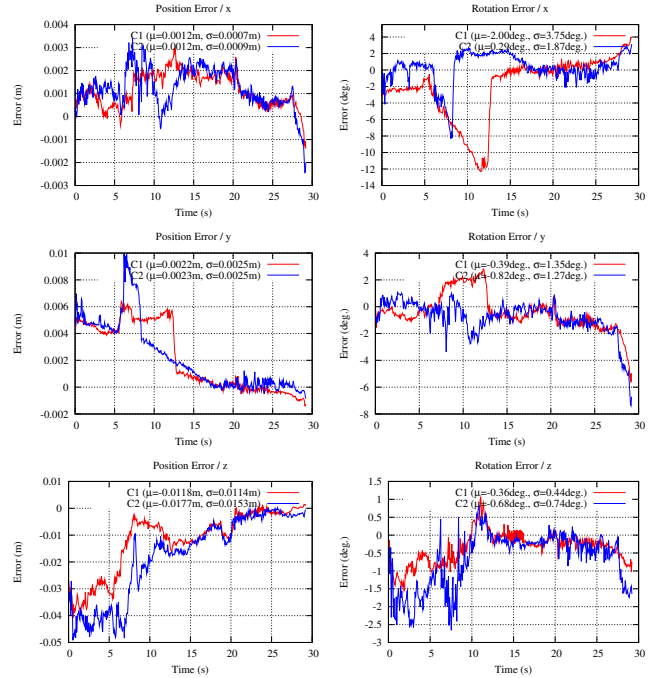 Position Error / x
C1 (μ=0.0012m, σ=0.0007m)
C2 (μ=0.0012m, σ=0.0009m)
0.004
0.003
0.002
0.001
0
-0.001
-0.002
0.003
Error (m)
0 5 10 15 20 25 30
Time (s)
Rotation Error / x
C1 (μ=-2.00deg., σ=3.75deg.)
C2 (μ=0.29deg., σ=1.87deg.)
4
2
0
-2
-4
-6
-8
-10
-12
-14
Error (deg.)
0 5 10 15 20 25 30
Time (s)
Position Error / y
C1 (μ=0.0022m, σ=0.0025m)
C2 (μ=0.0023m, σ=0.0025m)
0.01
0.008
0.006
0.004
0.002
0
-0.002
Error (m)
0 5 10 15 20 25 30
Time (s)
Rotation Error / y
C1 (μ=-0.39deg., σ=1.35deg.)
C2 (μ=-0.82deg., σ=1.27deg.)
4
2
0
-2
-4
-6
-8
Error (deg.)
0 5 10 15 20 25 30
Time (s)
Position Error / z
C1 (μ=-0.0118m, σ=0.0114m)
C2 (μ=-0.0177m, σ=0.0153m)
0.01
0
-0.01
-0.02
-0.03
-0.04
-0.05
Error (m)
0 5 10 15 20 25 30
Time (s)
Rotation Error / z
C1 (μ=-0.36deg., σ=0.44deg.)
C2 (μ=-0.68deg., σ=0.74deg.)
1.5
1
0.5
0
-0.5
-1
-1.5
-2
-2.5
-3
Error (deg.)
0 5 10 15 20 25 30
Time (s)